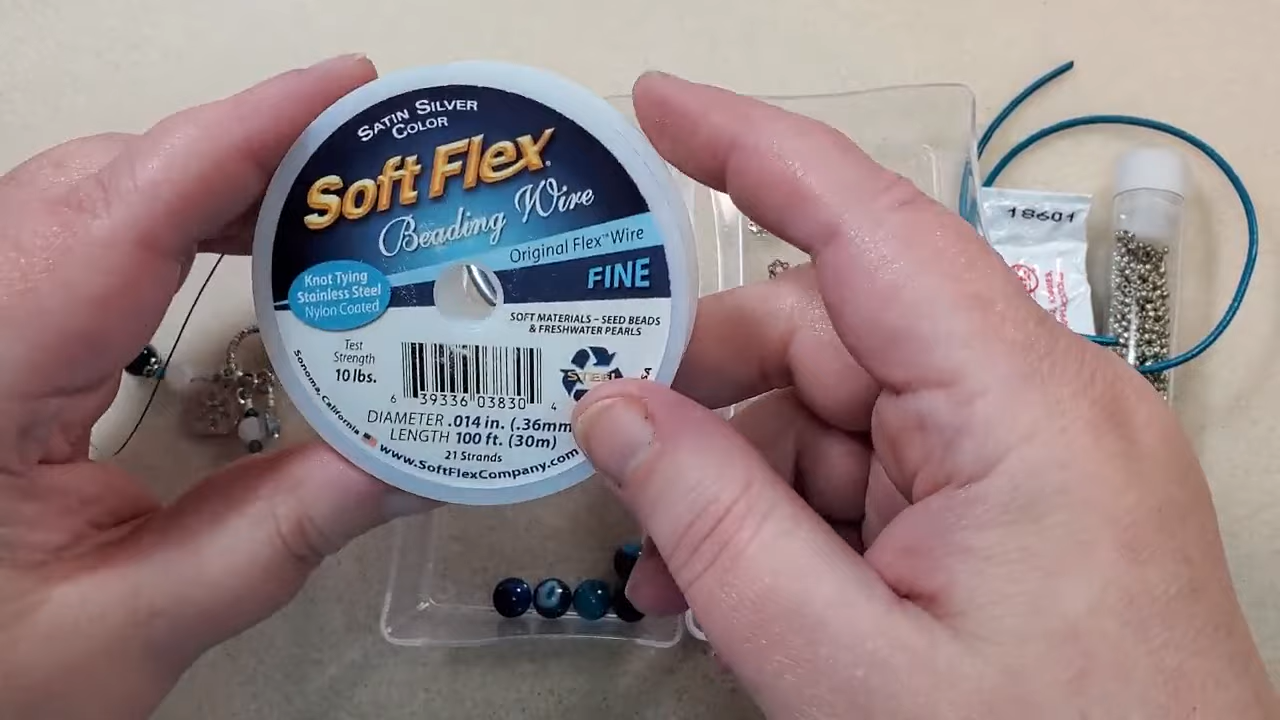 SATIN SILVER
COLOR
Soft Flex®
Beading Wire
Original Flex™ Wire
FINE
Knot Tying
Stainless Steel
Nylon Coated
SOFT MATERIALS – SEED BEADS
& FRESHWATER PEARLS
Test
Strength
10 lbs.
STEEL
6 39336 03830 4
DIAMETER .014 in. (.36mm
LENGTH 100 ft. (30m)
21 Strands
www.SoftFlexCompany.com
Sonoma, California
18601